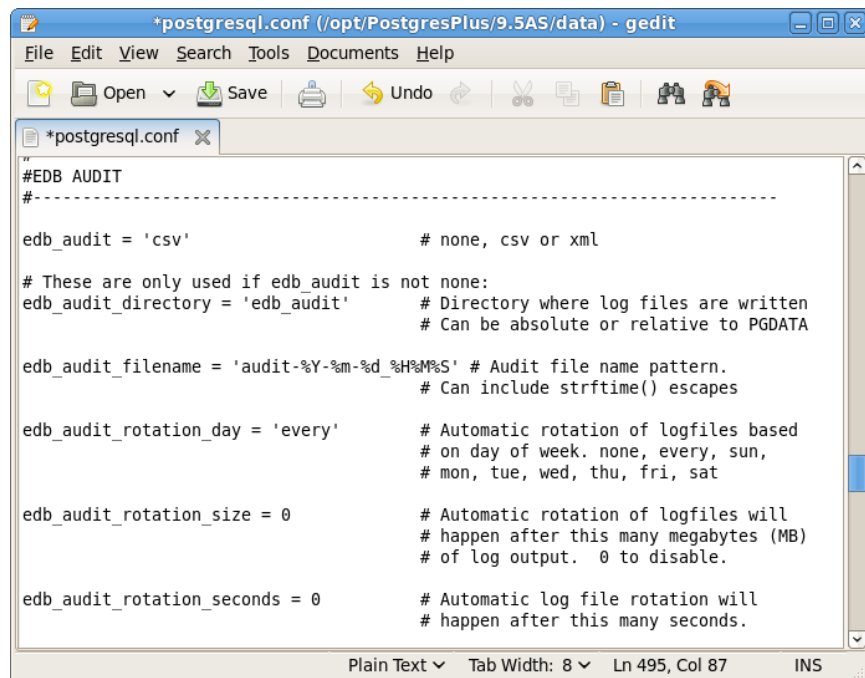 *postgresql.conf (/opt/PostgresPlus/9.5AS/data) - gedit
File Edit View Search Tools Documents Help
Open Save Undo
*postgresql.conf
#EDB AUDIT
#---------------------------------------------------------------------------
edb_audit = 'csv' # none, csv or xml
# These are only used if edb_audit is not none:
edb_audit_directory = 'edb_audit' # Directory where log files are written
# Can be absolute or relative to PGDATA
edb_audit_filename = 'audit-%Y-%m-%d_%H%M%S' # Audit file name pattern.
# Can include strftime() escapes
edb_audit_rotation_day = 'every' # Automatic rotation of logfiles based
# on day of week. none, every, sun,
# mon, tue, wed, thu, fri, sat
edb_audit_rotation_size = 0 # Automatic rotation of logfiles will
# happen after this many megabytes (MB)
# of log output. 0 to disable.
edb_audit_rotation_seconds = 0 # Automatic log file rotation will
# happen after this many seconds.
Plain Text Tab Width: 8 Ln 495, Col 87 INS